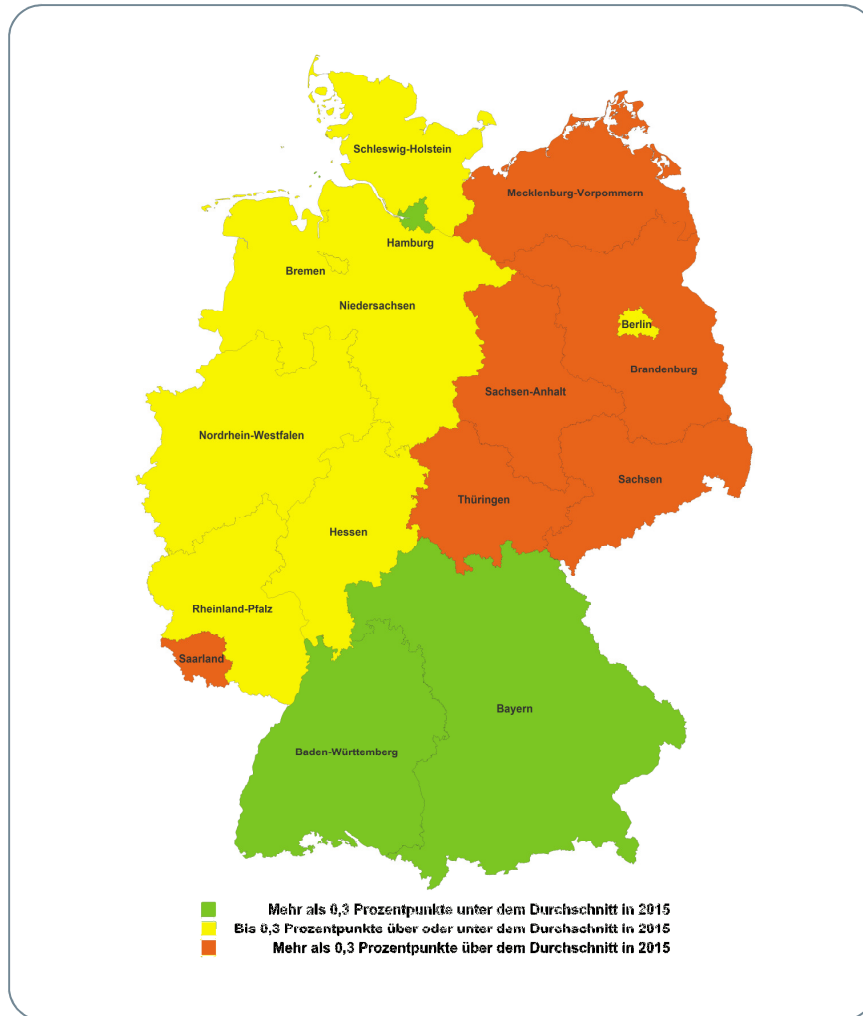 Schleswig-Holstein
Mecklenburg-Vorpommern
Hamburg
Bremen
Niedersachsen
Berlin
Brandenburg
Sachsen-Anhalt
Nordrhein-Westfalen
Sachsen
Thüringen
Hessen
Rheinland-Pfalz
Saarland
Bayern
Baden-Württemberg
Mehr als 0,3 Prozentpunkte unter dem Durchschnitt in 2015
Bis 0,3 Prozentpunkte über oder unter dem Durchschnitt in 2015
Mehr als 0,3 Prozentpunkte über dem Durchschnitt in 2015